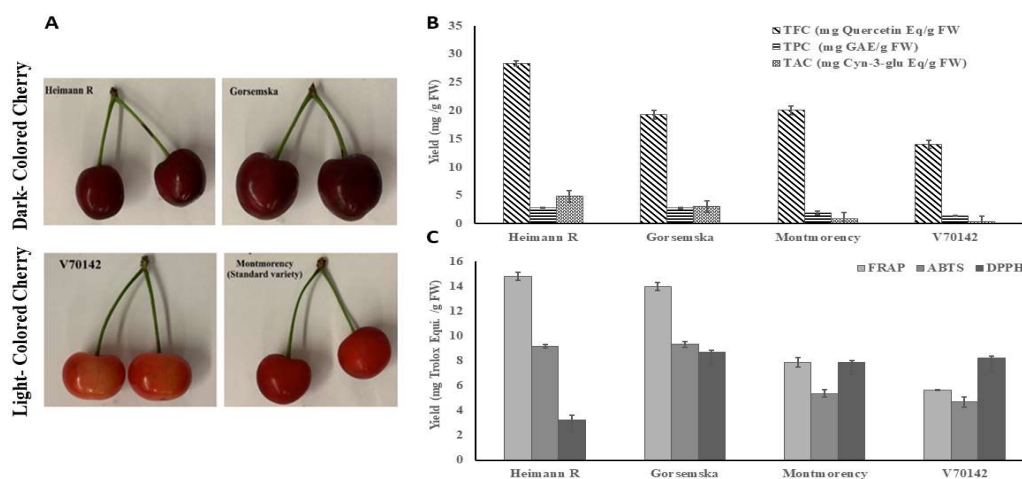 A
Dark- Colored Cherry
Heimann R
Gorsemska
Light- Colored Cherry
V70142
Montmorency
(Standard variety)
B
Yield (mg /g FW)
35
30
25
20
15
10
5
0
TFC (mg Quercetin Eq/g FW
TPC (mg GAE/g FW)
TAC (mg Cyn-3-glu Eq/g FW)
Heimann R
Gorsemska
Montmorency
V70142
C
Yield (mg Trolox Equi. /g FW)
16
14
12
10
8
6
4
2
0
FRAP
ABTS
DPPH
Heimann R
Gorsemska
Montmorency
V70142